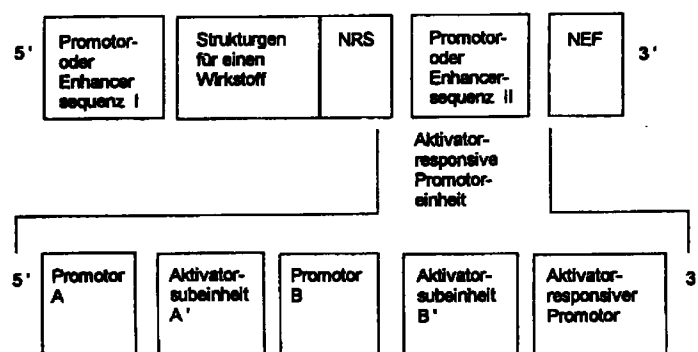 5' Promotor- oder Enhancer sequenz I
Strukturgen für einen Wirkstoff
NRS
Promotor- oder Enhancer- sequenz II
NEF 3'
Aktivator-
responsive
Promotor-
einheit
5' Promotor A
Aktivator- subeinheit A'
Promotor B
Aktivator- subeinheit B'
Aktivator- responsiver Promotor
3